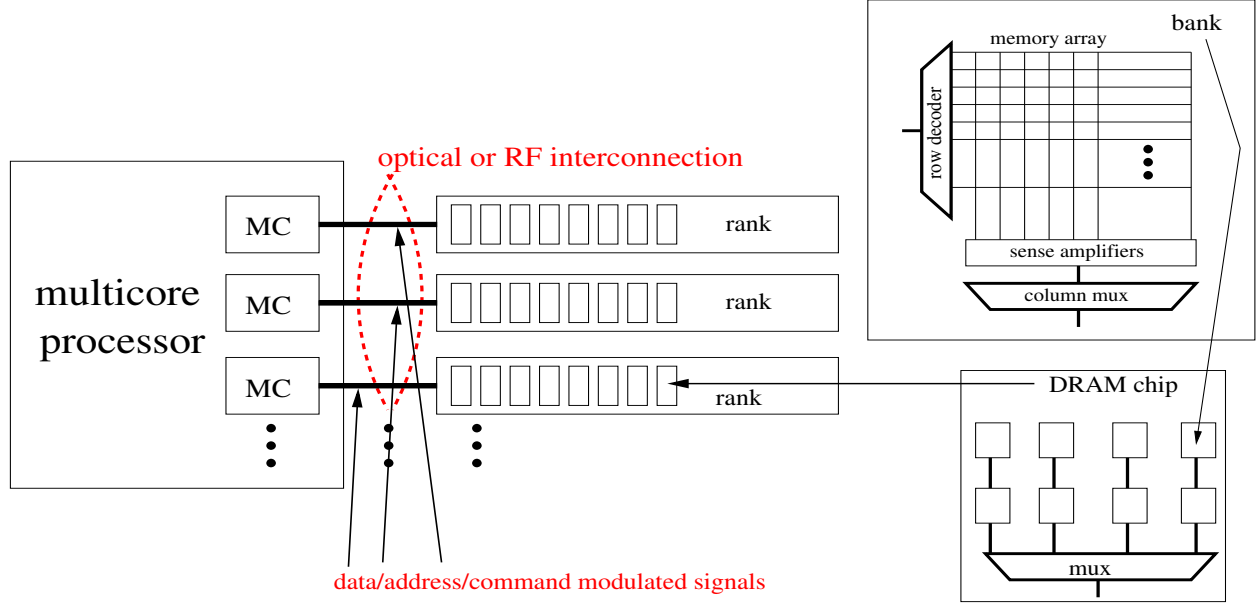 bank
memory array
row decoder
sense amplifiers
column mux
optical or RF interconnection
MC
rank
multicore
processor
MC
rank
MC
rank
DRAM chip
mux
data/address/command modulated signals